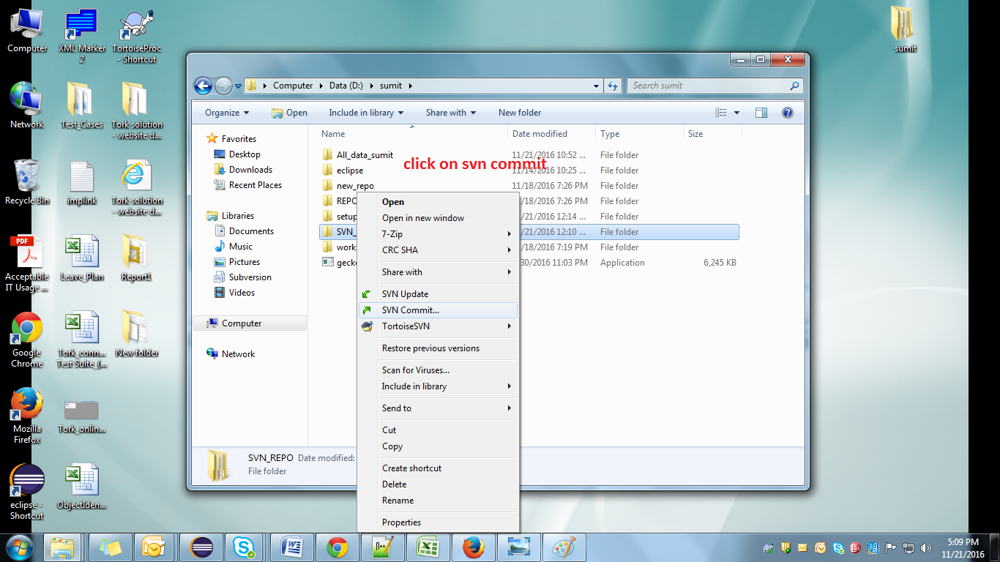 Computer
XML Marker
2
TortoiseProc
- Shortcut
sumit
Network
Test_Cases
Tork solution
- website d...
Recycle Bin
implink
Tork solution
- website d...
PDF
Acceptable
IT Usage ...
Leave_Plan
Report1
Google
Chrome
Tork_conn...
Test Suite_(...
New folder
Mozilla
Firefox
Tork_onlin...
eclipse -
Shortcut
ObjectIden...
Computer Data (D:) sumit
Search sumit
Organize Open Include in library Share with New folder
Favorites
Desktop
Downloads
Recent Places
Libraries
Documents
Music
Pictures
Subversion
Videos
Computer
Network
Name Date modified Type Size
All_data_sumit 11/21/2016 10:52 ... File folder
click on svn commit
eclipse 11/14/2016 10:25 ... File folder
new_repo 11/18/2016 7:26 PM File folder
REPO /18/2016 7:26 PM File folder
setup /21/2016 12:14 ... File folder
SVN_ /21/2016 12:10 ... File folder
works /18/2016 7:19 PM File folder
gecko /30/2016 11:03 PM Application 6,245 KB
Open
Open in new window
7-Zip
CRC SHA
Share with
SVN Update
SVN Commit...
TortoiseSVN
Restore previous versions
Scan for Viruses...
Include in library
Send to
Cut
Copy
Create shortcut
Delete
Rename
Properties
SVN_REPO Date modified:
File folder
5:09 PM
11/21/2016